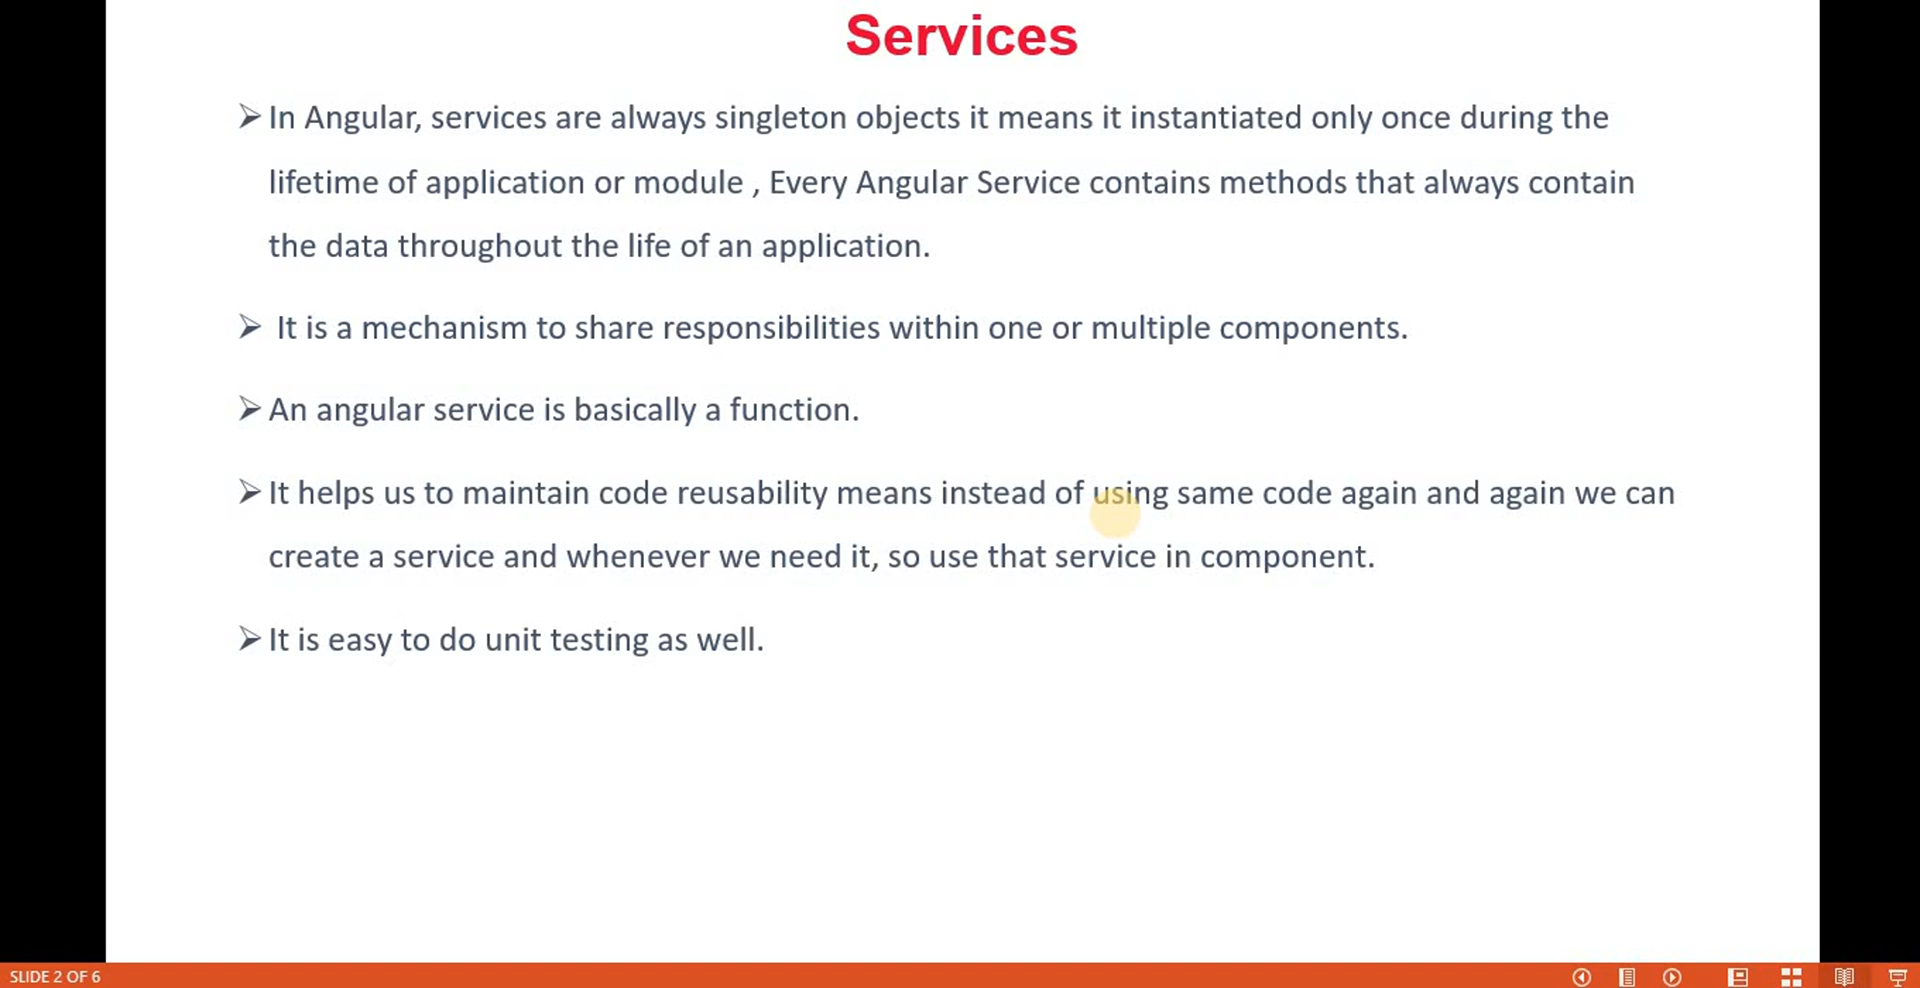 Services
➢In Angular, services are always singleton objects it means it instantiated only once during the
lifetime of application or module , Every Angular Service contains methods that always contain
the data throughout the life of an application.
➢ It is a mechanism to share responsibilities within one or multiple components.
➢An angular service is basically a function.
➢It helps us to maintain code reusability means instead of using same code again and again we can
create a service and whenever we need it, so use that service in component.
➢It is easy to do unit testing as well.
SLIDE 2 OF 6